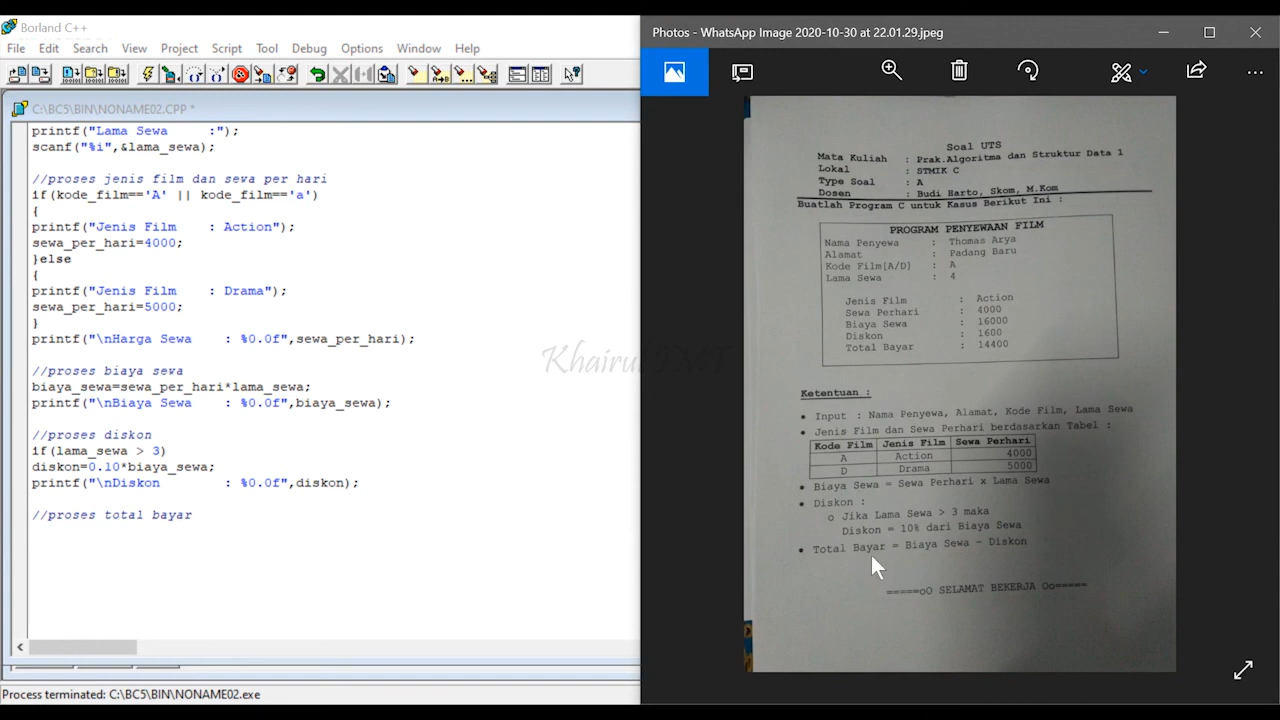 Borland C++
File Edit Search View Project Script Tool Debug Options Window Help
C:\BC5\BIN\NONAME02.CPP *
printf("Lama Sewa :");
scanf("%i",&lama_sewa);
//proses jenis film dan sewa per hari
if(kode_film=='A' || kode_film=='a')
{
printf("Jenis Film : Action");
sewa_per_hari=4000;
}else
{
printf("Jenis Film : Drama");
sewa_per_hari=5000;
}
printf("\nHarga Sewa : %0.0f",sewa_per_hari);
//proses biaya sewa
biaya_sewa=sewa_per_hari*lama_sewa;
printf("\nBiaya Sewa : %0.0f",biaya_sewa);
//proses diskon
if(lama_sewa > 3)
diskon=0.10*biaya_sewa;
printf("\nDiskon : %0.0f",diskon);
//proses total bayar
Process terminated: C:\BC5\BIN\NONAME02.exe
Khairul JMT
Photos - WhatsApp Image 2020-10-30 at 22.01.29.jpeg
Soal UTS
Mata Kuliah : Prak.Algoritma dan Struktur Data 1
Lokal : STMIK C
Type Soal : A
Dosen : Budi Harto, Skom, M.Kom
Buatlah Program C untuk Kasus Berikut Ini :
PROGRAM PENYEWAAN FILM
Nama Penyewa : Thomas Arya
Alamat : Padang Baru
Kode Film[A/D] : A
Lama Sewa : 4
Jenis Film : Action
Sewa Perhari : 4000
Biaya Sewa : 16000
Diskon : 1600
Total Bayar : 14400
Ketentuan :
• Input : Nama Penyewa, Alamat, Kode Film, Lama Sewa
• Jenis Film dan Sewa Perhari berdasarkan Tabel :
Kode Film Jenis Film Sewa Perhari
A Action 4000
D Drama 5000
• Biaya Sewa = Sewa Perhari x Lama Sewa
• Diskon :
o Jika Lama Sewa > 3 maka
Diskon = 10% dari Biaya Sewa
• Total Bayar = Biaya Sewa - Diskon
=====oO SELAMAT BEKERJA Oo=====